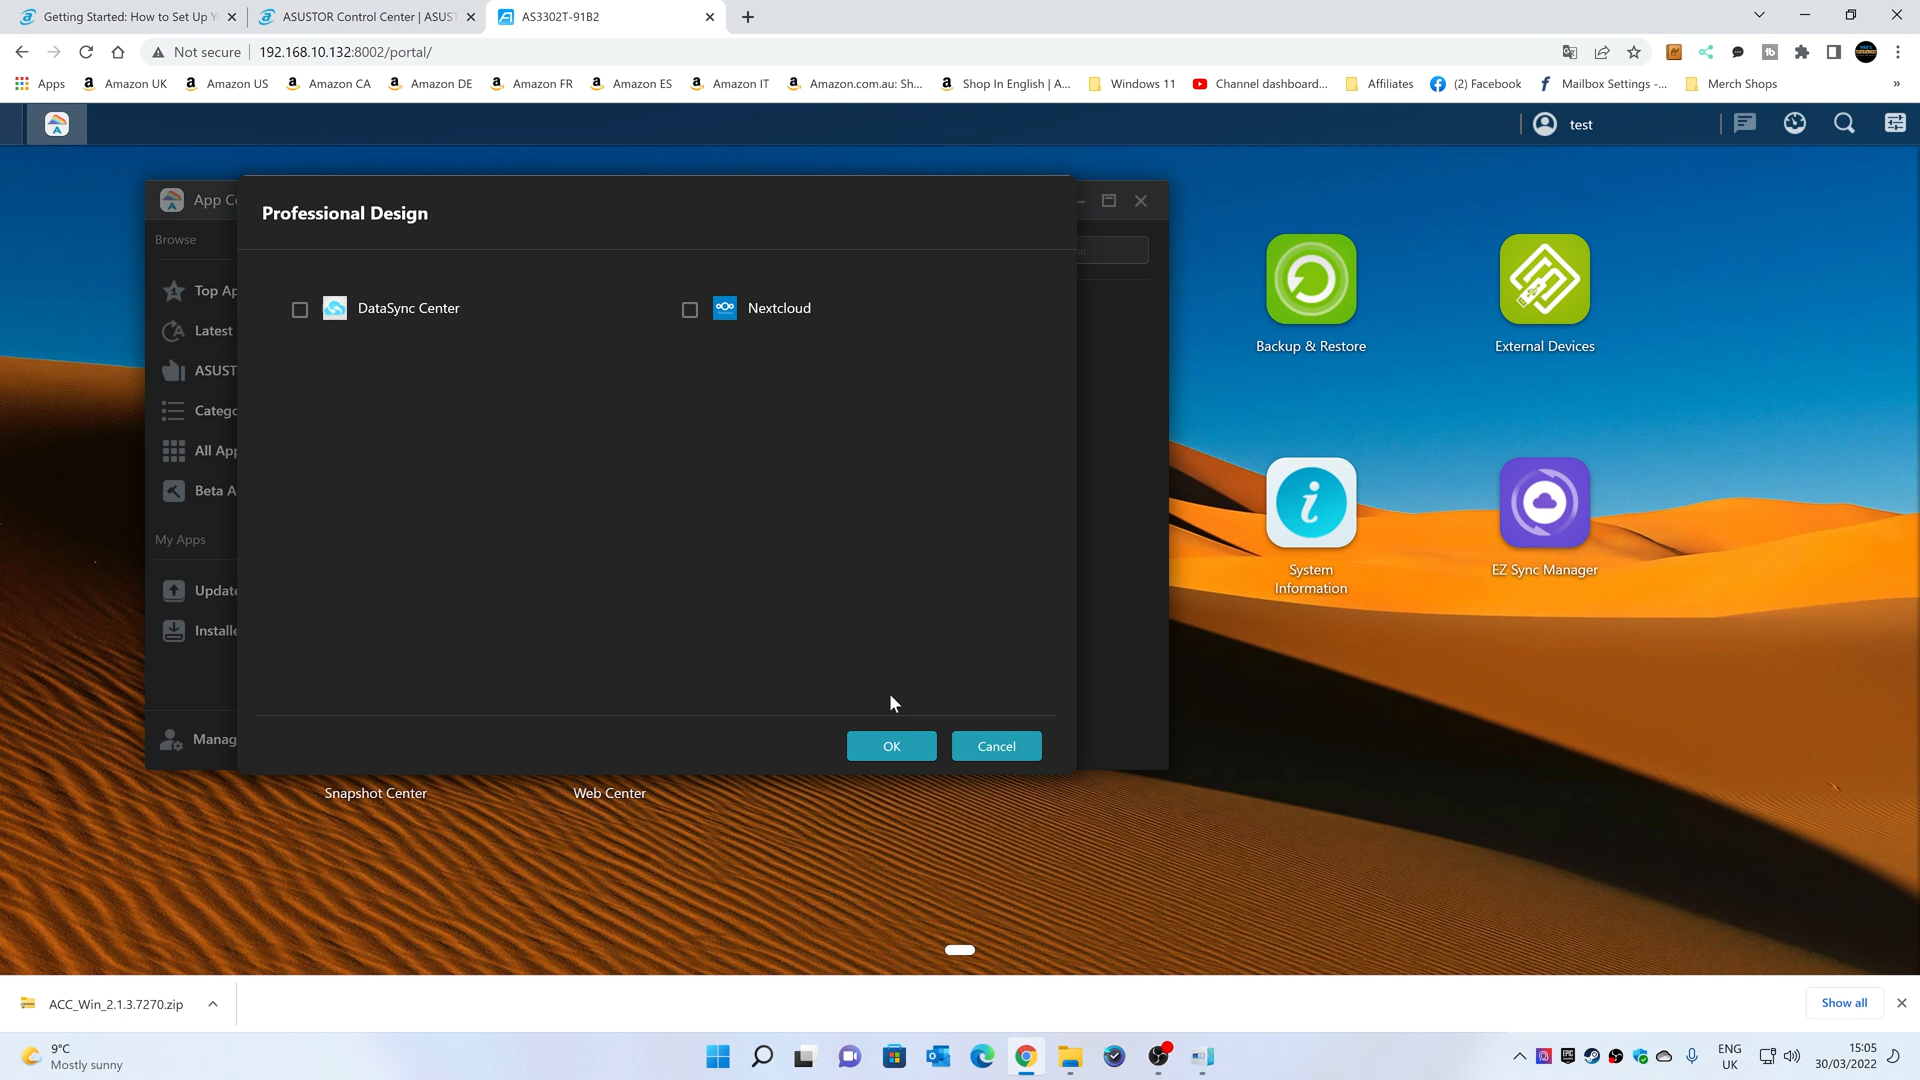 Getting Started: How to Set Up Y
ASUSTOR Control Center | ASUST
AS3302T-91B2
Not secure
192.168.10.132:8002/portal/
Apps
Amazon UK
Amazon US
Amazon CA
Amazon DE
Amazon FR
Amazon ES
Amazon IT
Amazon.com.au: Sh...
Shop In English | A...
Windows 11
Channel dashboard...
Affiliates
(2) Facebook
Mailbox Settings -...
Merch Shops
»
test
App Ce
Professional Design
Browse
DataSync Center
Nextcloud
Top Ap
Latest
ASUST
Catego
All App
Beta A
My Apps
Update
Installe
Manag
OK
Cancel
Backup & Restore
External Devices
System
Information
EZ Sync Manager
Snapshot Center
Web Center
ACC_Win_2.1.3.7270.zip
Show all
9°C
Mostly sunny
ENG
UK
15:05
30/03/2022